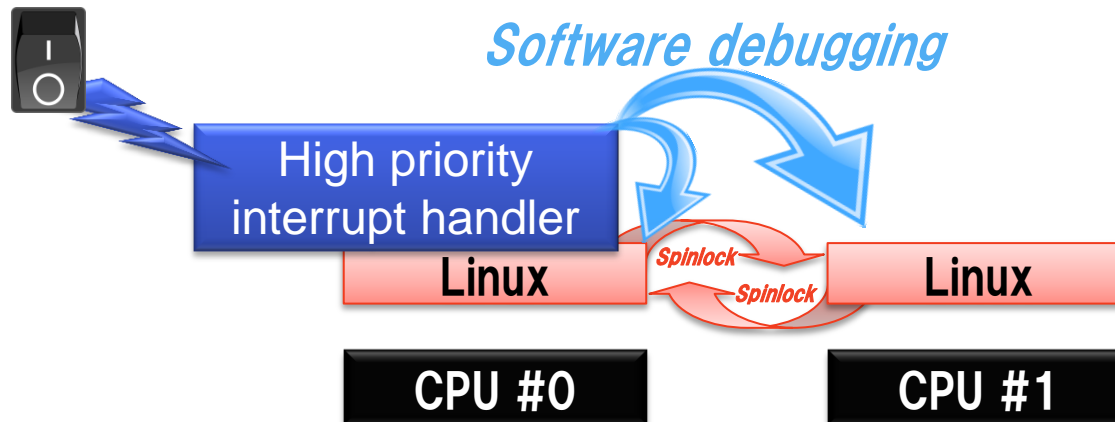 Software debugging
High priority
interrupt handler
Linux
Spinlock
Spinlock
Linux
CPU #0
CPU #1